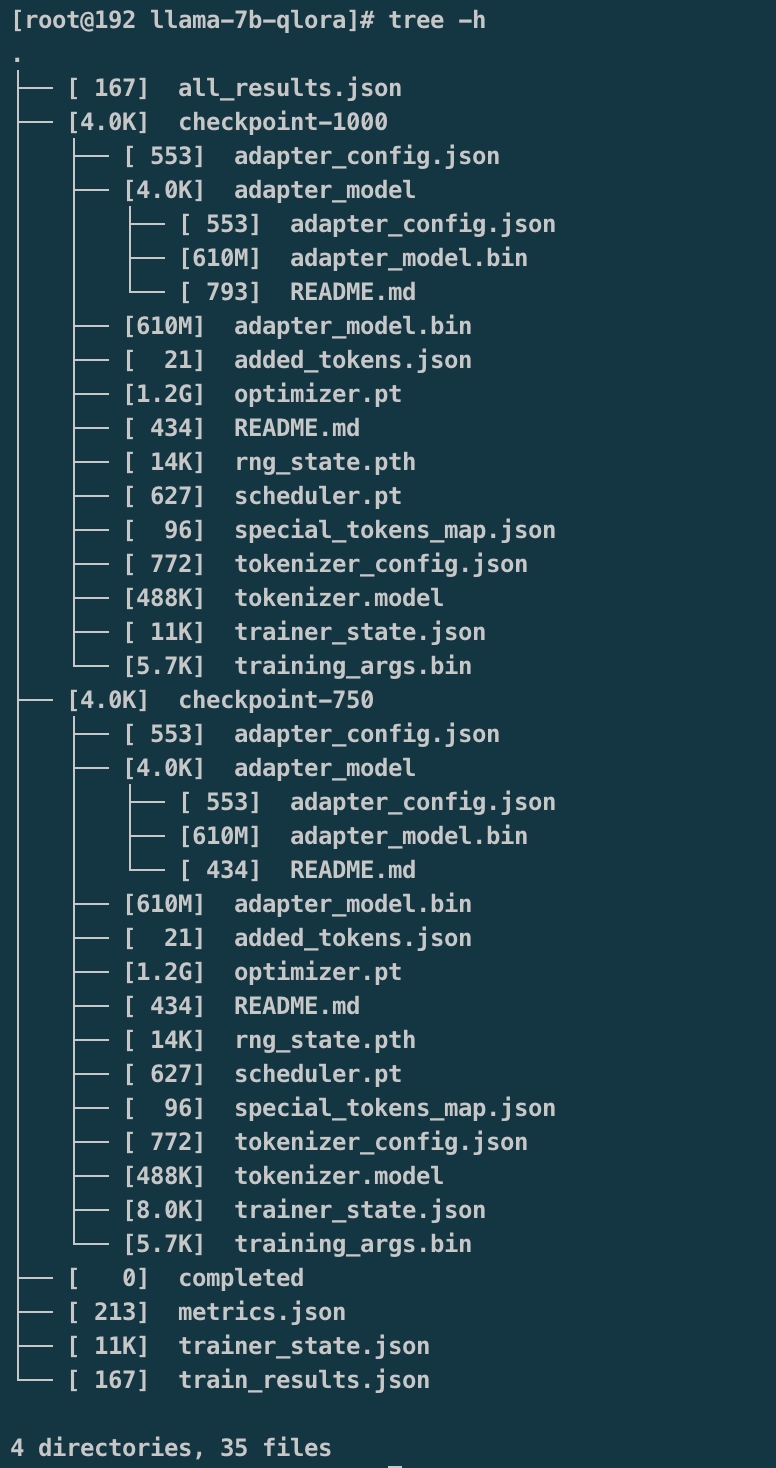 [root@192 llama-7b-qlora]# tree -h
.
├── [ 167]  all_results.json
├── [4.0K]  checkpoint-1000
│   ├── [ 553]  adapter_config.json
│   ├── [4.0K]  adapter_model
│   │   ├── [ 553]  adapter_config.json
│   │   ├── [610M]  adapter_model.bin
│   │   └── [ 793]  README.md
│   ├── [610M]  adapter_model.bin
│   ├── [  21]  added_tokens.json
│   ├── [1.2G]  optimizer.pt
│   ├── [ 434]  README.md
│   ├── [ 14K]  rng_state.pth
│   ├── [ 627]  scheduler.pt
│   ├── [  96]  special_tokens_map.json
│   ├── [ 772]  tokenizer_config.json
│   ├── [488K]  tokenizer.model
│   ├── [ 11K]  trainer_state.json
│   └── [5.7K]  training_args.bin
├── [4.0K]  checkpoint-750
│   ├── [ 553]  adapter_config.json
│   ├── [4.0K]  adapter_model
│   │   ├── [ 553]  adapter_config.json
│   │   ├── [610M]  adapter_model.bin
│   │   └── [ 434]  README.md
│   ├── [610M]  adapter_model.bin
│   ├── [  21]  added_tokens.json
│   ├── [1.2G]  optimizer.pt
│   ├── [ 434]  README.md
│   ├── [ 14K]  rng_state.pth
│   ├── [ 627]  scheduler.pt
│   ├── [  96]  special_tokens_map.json
│   ├── [ 772]  tokenizer_config.json
│   ├── [488K]  tokenizer.model
│   ├── [8.0K]  trainer_state.json
│   └── [5.7K]  training_args.bin
├── [   0]  completed
├── [ 213]  metrics.json
├── [ 11K]  trainer_state.json
└── [ 167]  train_results.json

4 directories, 35 files